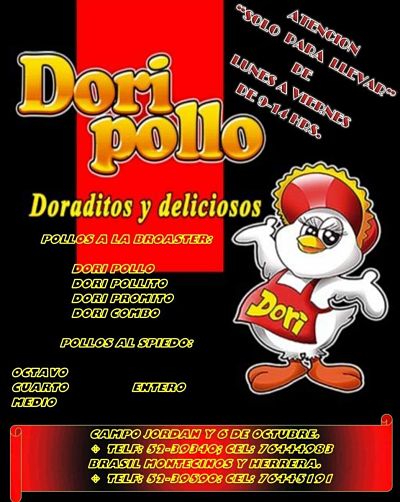 ATENCION
"SOLO PARA LLEVAR"
DE
LUNES A VIERNES
DE 9-14 HRS.
Dori
pollo
Doraditos y deliciosos
POLLOS A LA BROASTER:
DORI POLLO
DORI POLLITO
DORI PROMITO
DORI COMBO
Dori
POLLOS AL SPIEDO:
OCTAVO
CUARTO ENTERO
MEDIO
CAMPO JORDAN Y 6 DE OCTUBRE.
◆ TELF: 52-39340; CEL: 76444983
BRASIL MONTECINOS Y HERRERA.
◆ TELF: 52-39590; CEL: 76445191